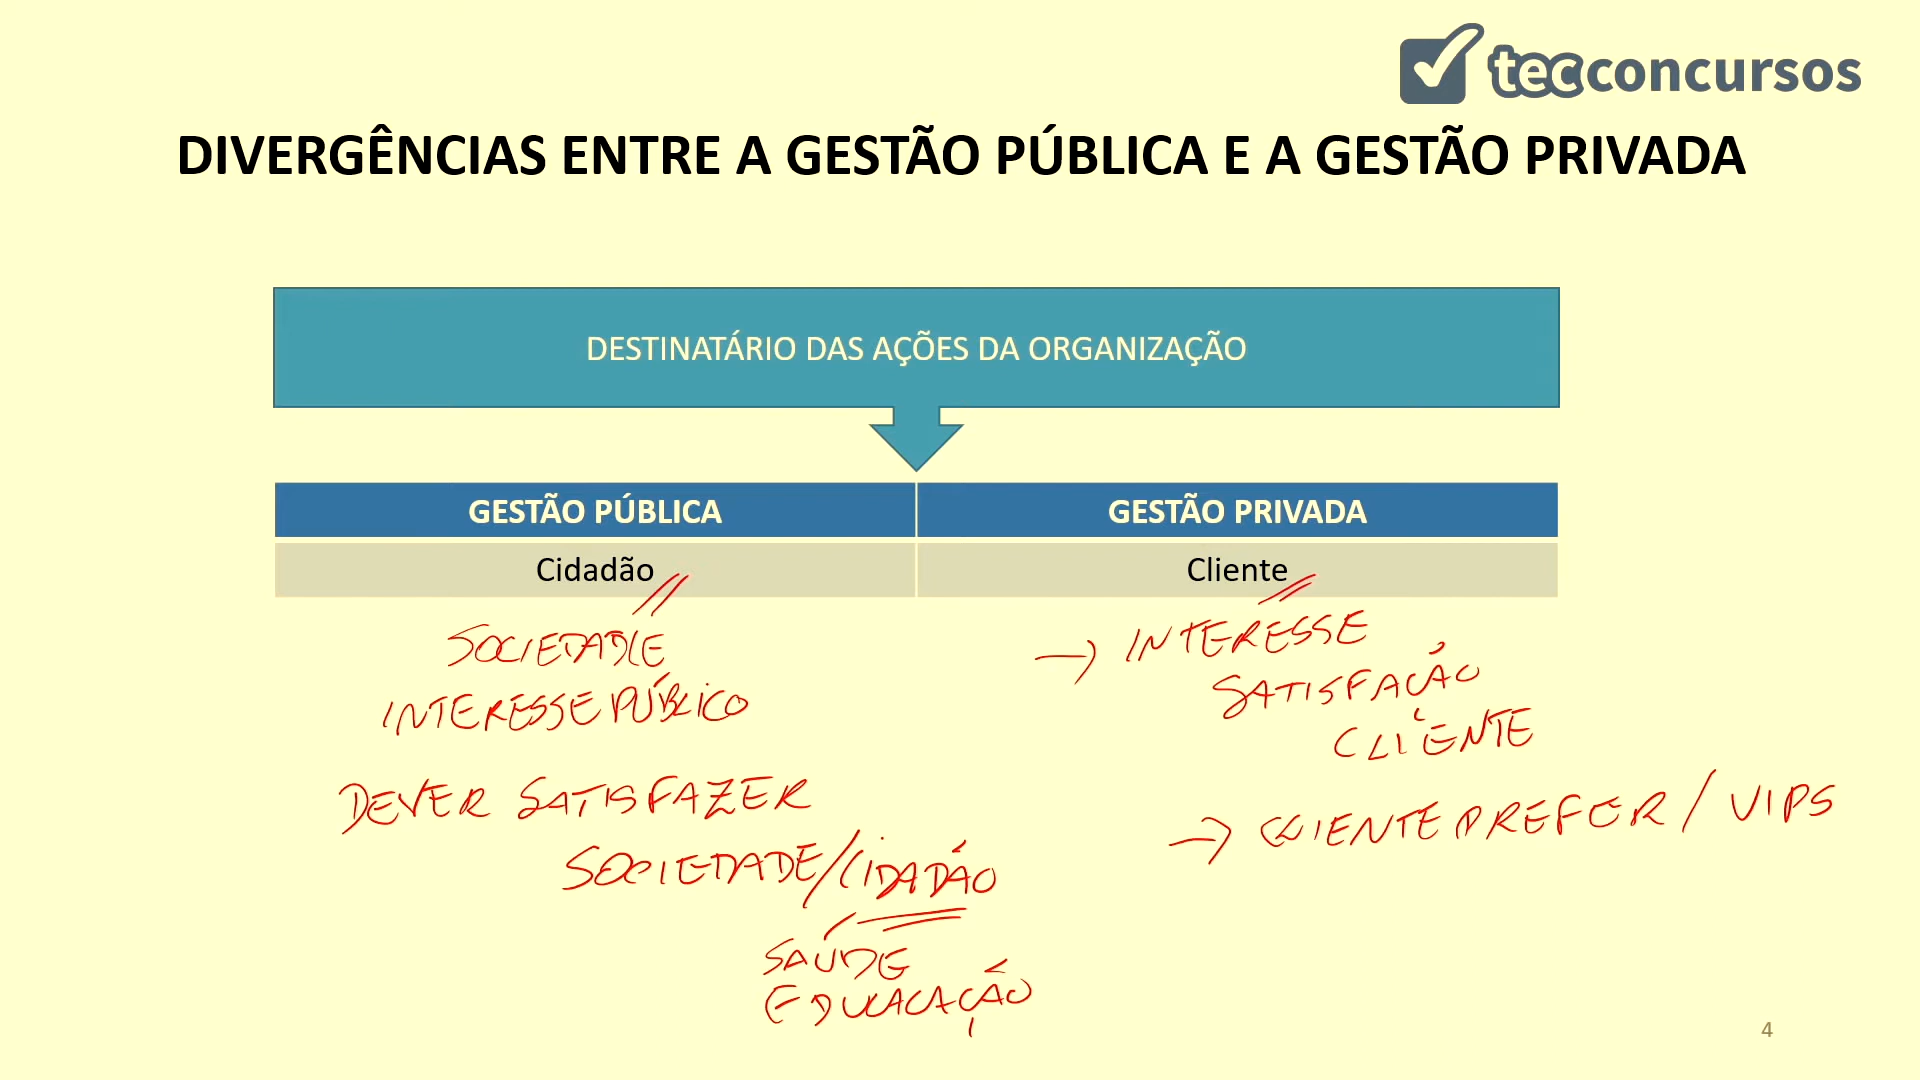 tecconcursos
DIVERGÊNCIAS ENTRE A GESTÃO PÚBLICA E A GESTÃO PRIVADA
DESTINATÁRIO DAS AÇÕES DA ORGANIZAÇÃO
GESTÃO PÚBLICA GESTÃO PRIVADA
Cidadão Cliente
SOCIEDADE
INTERESSE PÚBLICO
DEVER SATISFAZER
SOCIEDADE/CIDADÃO
SAÚDE
EDUCAÇÃO
→ INTERESSE
SATISFAÇÃO
CLIENTE
→ CLIENTE PREFER / VIPS
4